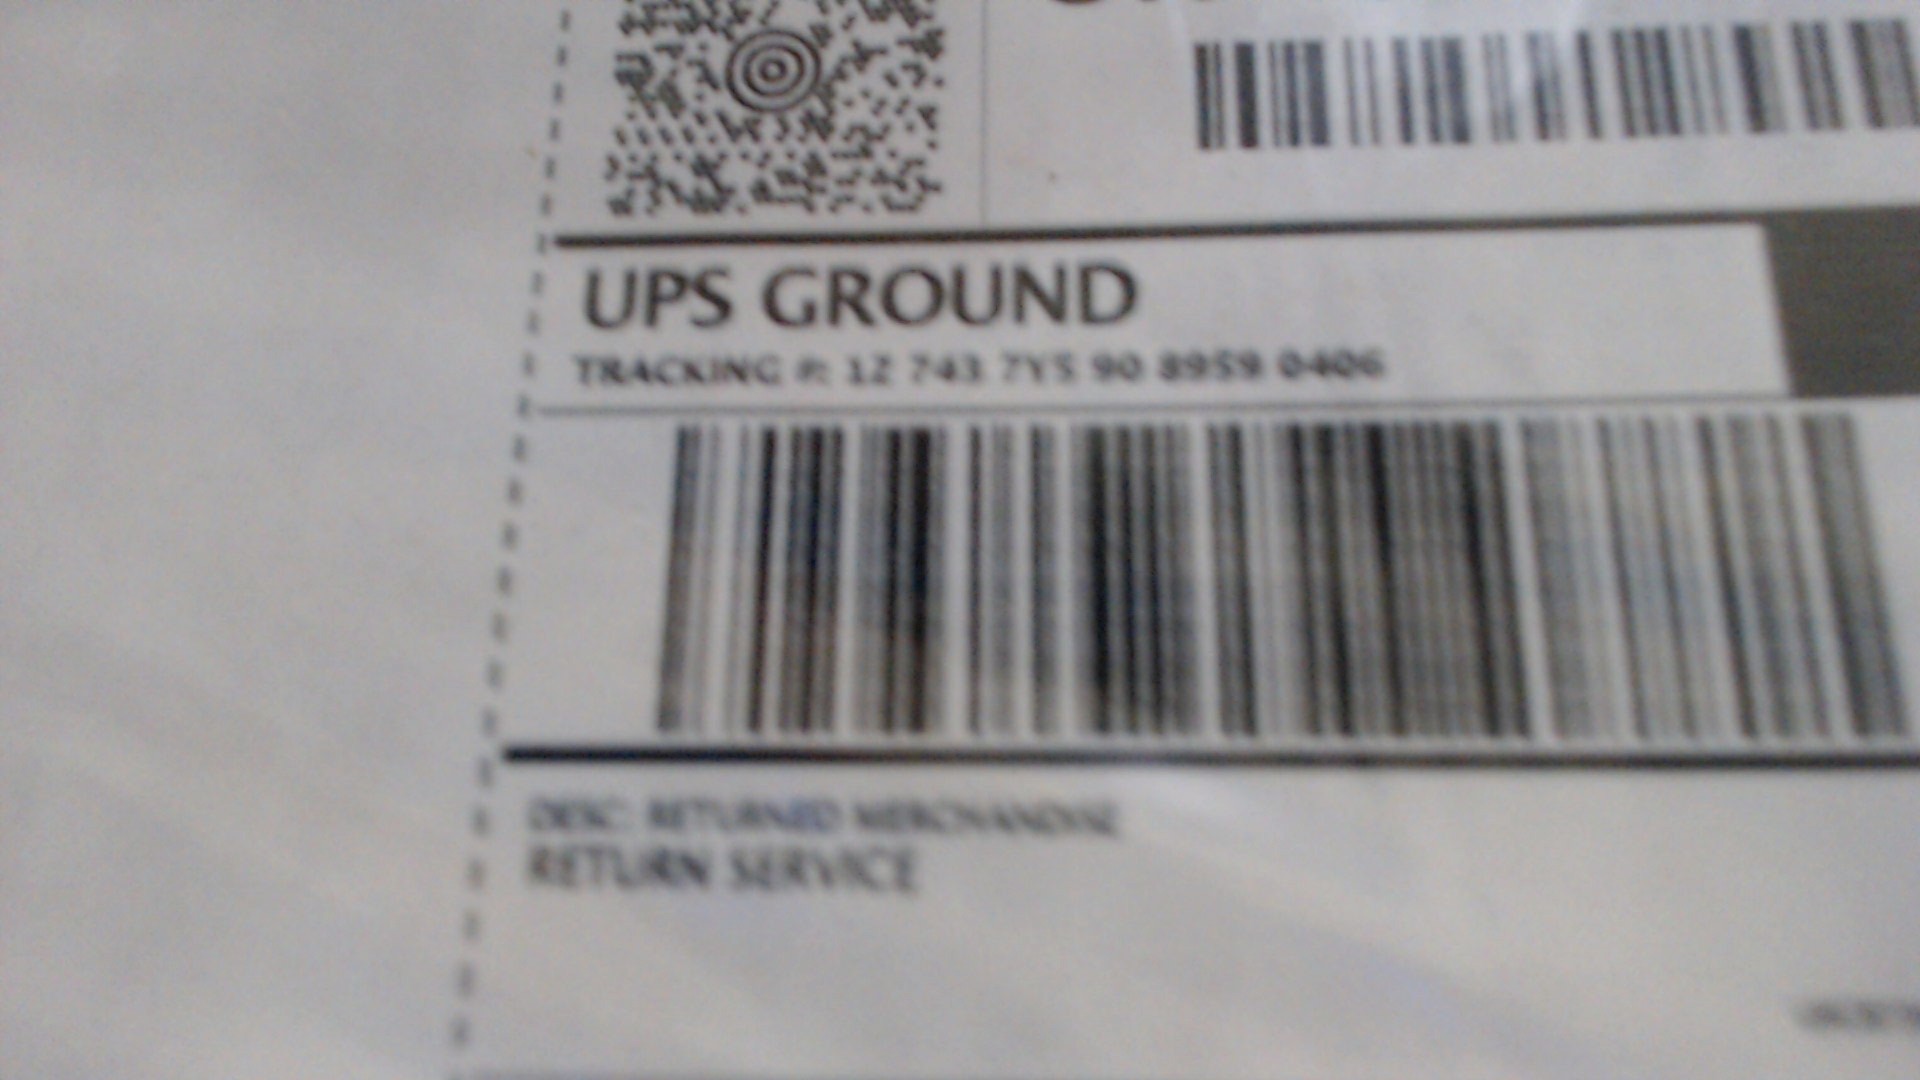 UPS GROUND
TRACKING #: 1Z 743 7Y5 90 8959 0406
DESC: RETURNED MERCHANDISE
RETURN SERVICE